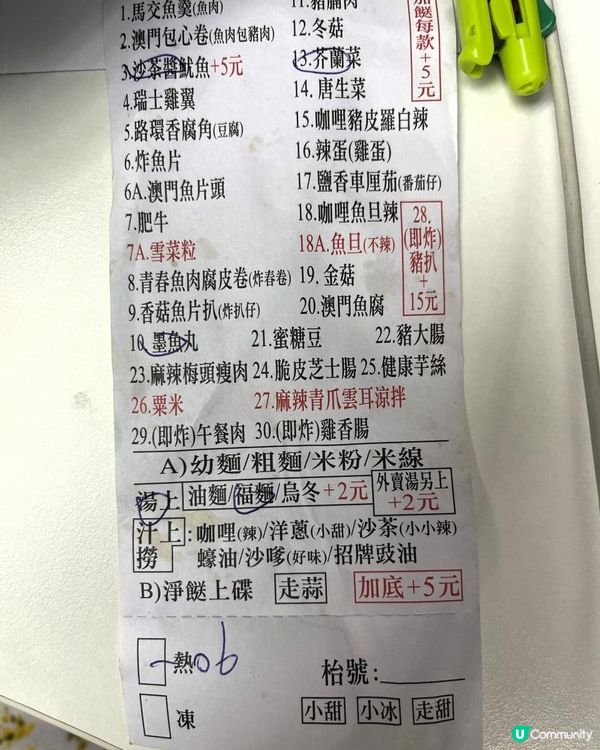 1.馬交魚羹(魚肉)
11.豬腩肉
2.澳門包心卷(魚肉包豬肉)
12.冬菇
加餸每款+5元
3.沙茶醬魷魚+5元
13.芥蘭菜
4.瑞士雞翼
14.唐生菜
5.路環香腐角(豆腐)
15.咖哩豬皮羅白辣
6.炸魚片
16.辣蛋(雞蛋)
6A.澳門魚片頭
17.鹽香車厘茄(番茄仔)
7.肥牛
18.咖哩魚旦辣
28.(即炸)豬扒+15元
7A.雪菜粒
18A.魚旦(不辣)
8.青春魚肉腐皮卷(炸春卷)
19.金菇
9.香菇魚片扒(炸扒仔)
20.澳門魚腐
10.墨魚丸
21.蜜糖豆
22.豬大腸
23.麻辣梅頭瘦肉 24.脆皮芝士腸 25.健康芋絲
26.粟米
27.麻辣青爪雲耳涼拌
29.(即炸)午餐肉 30.(即炸)雞香腸
A)幼麵/粗麵/米粉/米線
湯上 油麵/福麵/烏冬+2元
外賣湯另上+2元
汁上撈:咖哩(辣)/洋蔥(小甜)/沙茶(小小辣)
蠔油/沙嗲(好味)/招牌豉油
B)淨餸上碟 走蒜 加底+5元
熱 06
枱號:
凍
小甜 小冰 走甜
U Community